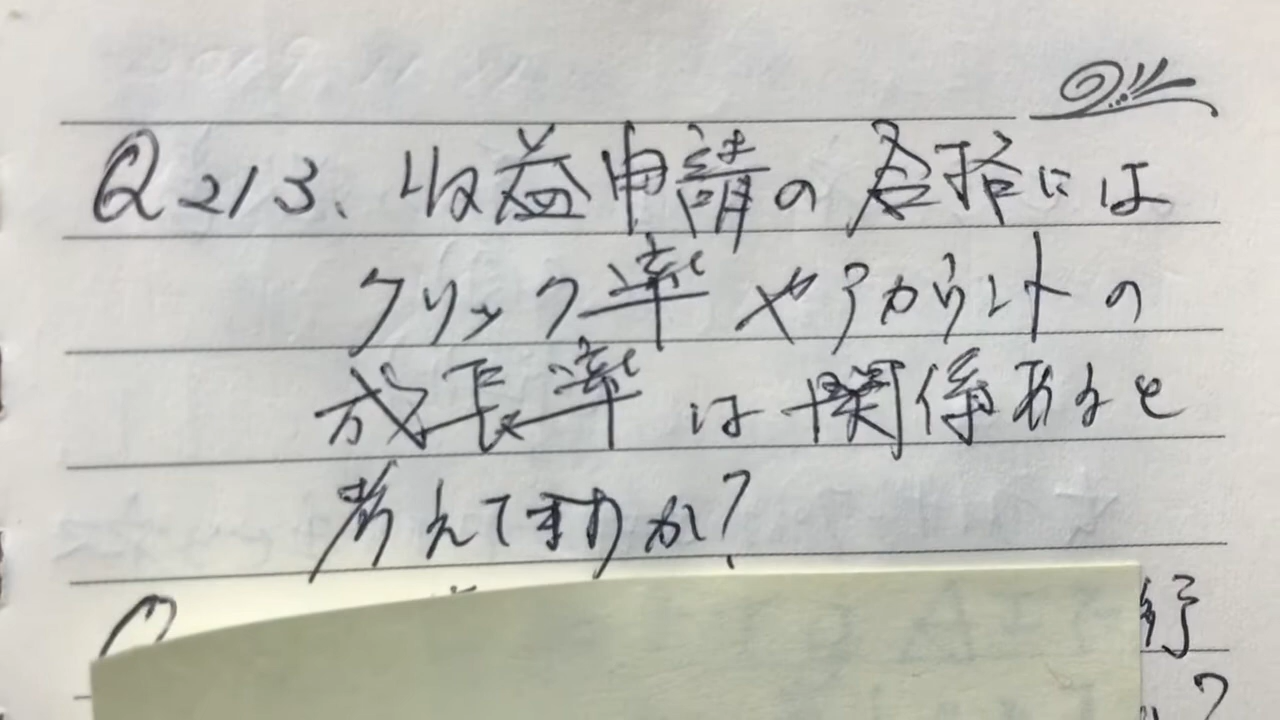 Q213、収益申請の合格には
クリック率やアカウントの
成長率は関係あると
考えてますか?
Q
行
?